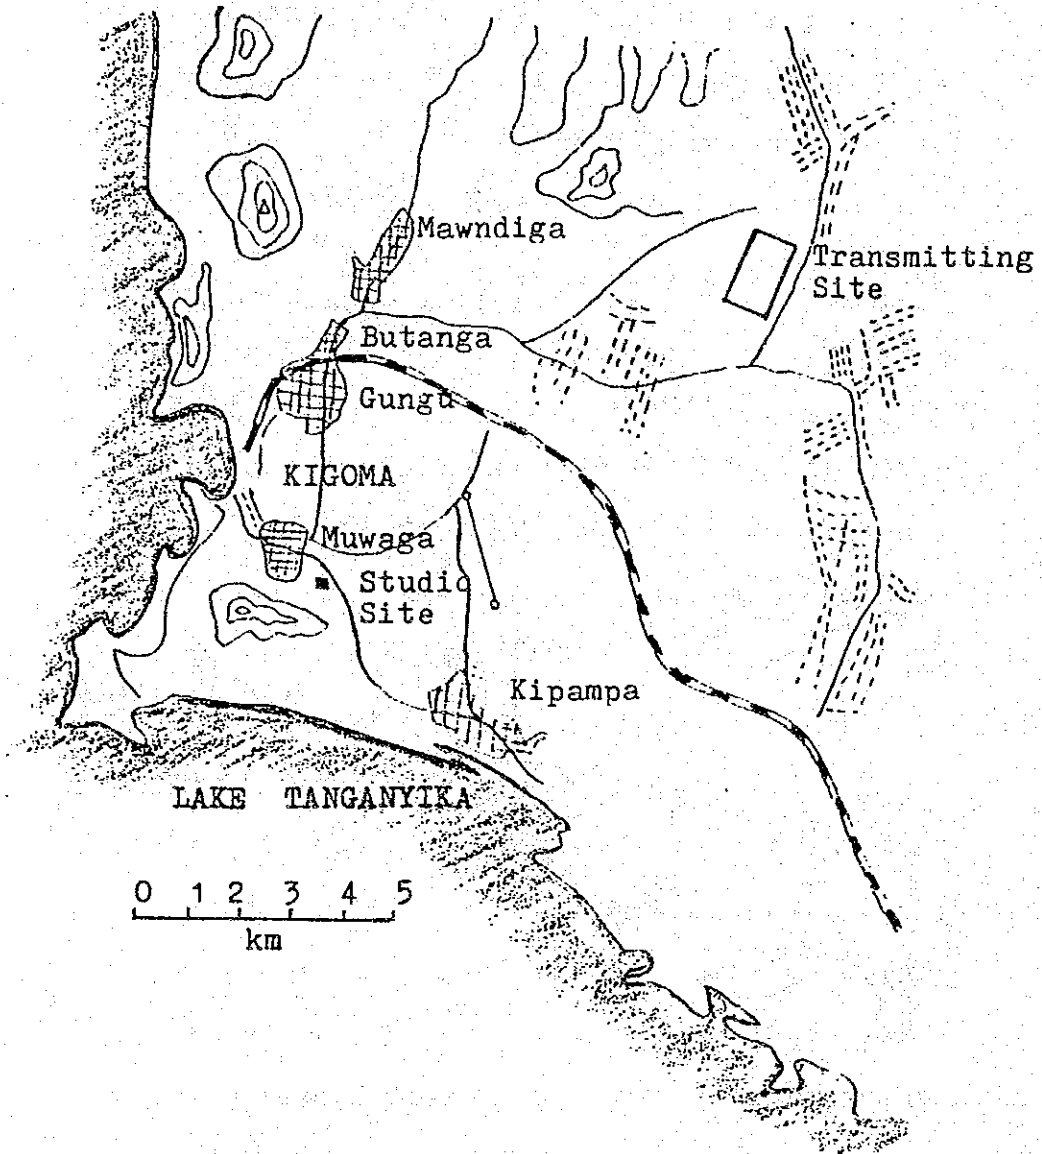 Mawndiga
Transmitting
Site
Butanga
Gungu
KIGOMA
Muwaga
Studio
Site
Kipampa
LAKE TANGANYIKA
0 1 2 3 4 5
km